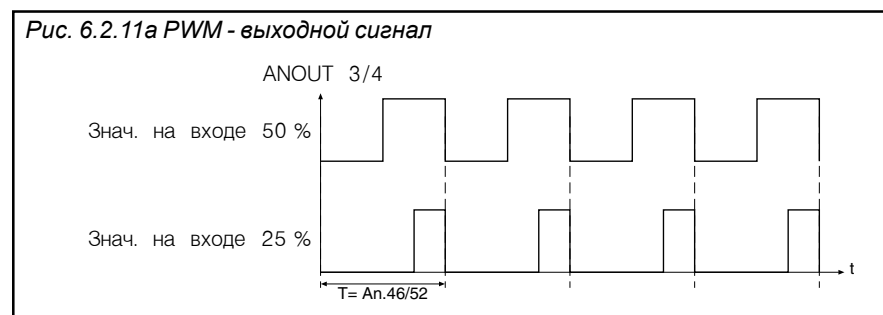 Рис. 6.2.11a PWM - выходной сигнал
ANOUT 3/4
Знач. на входе 50 %
Знач. на входе 25 %
t
T= An.46/52